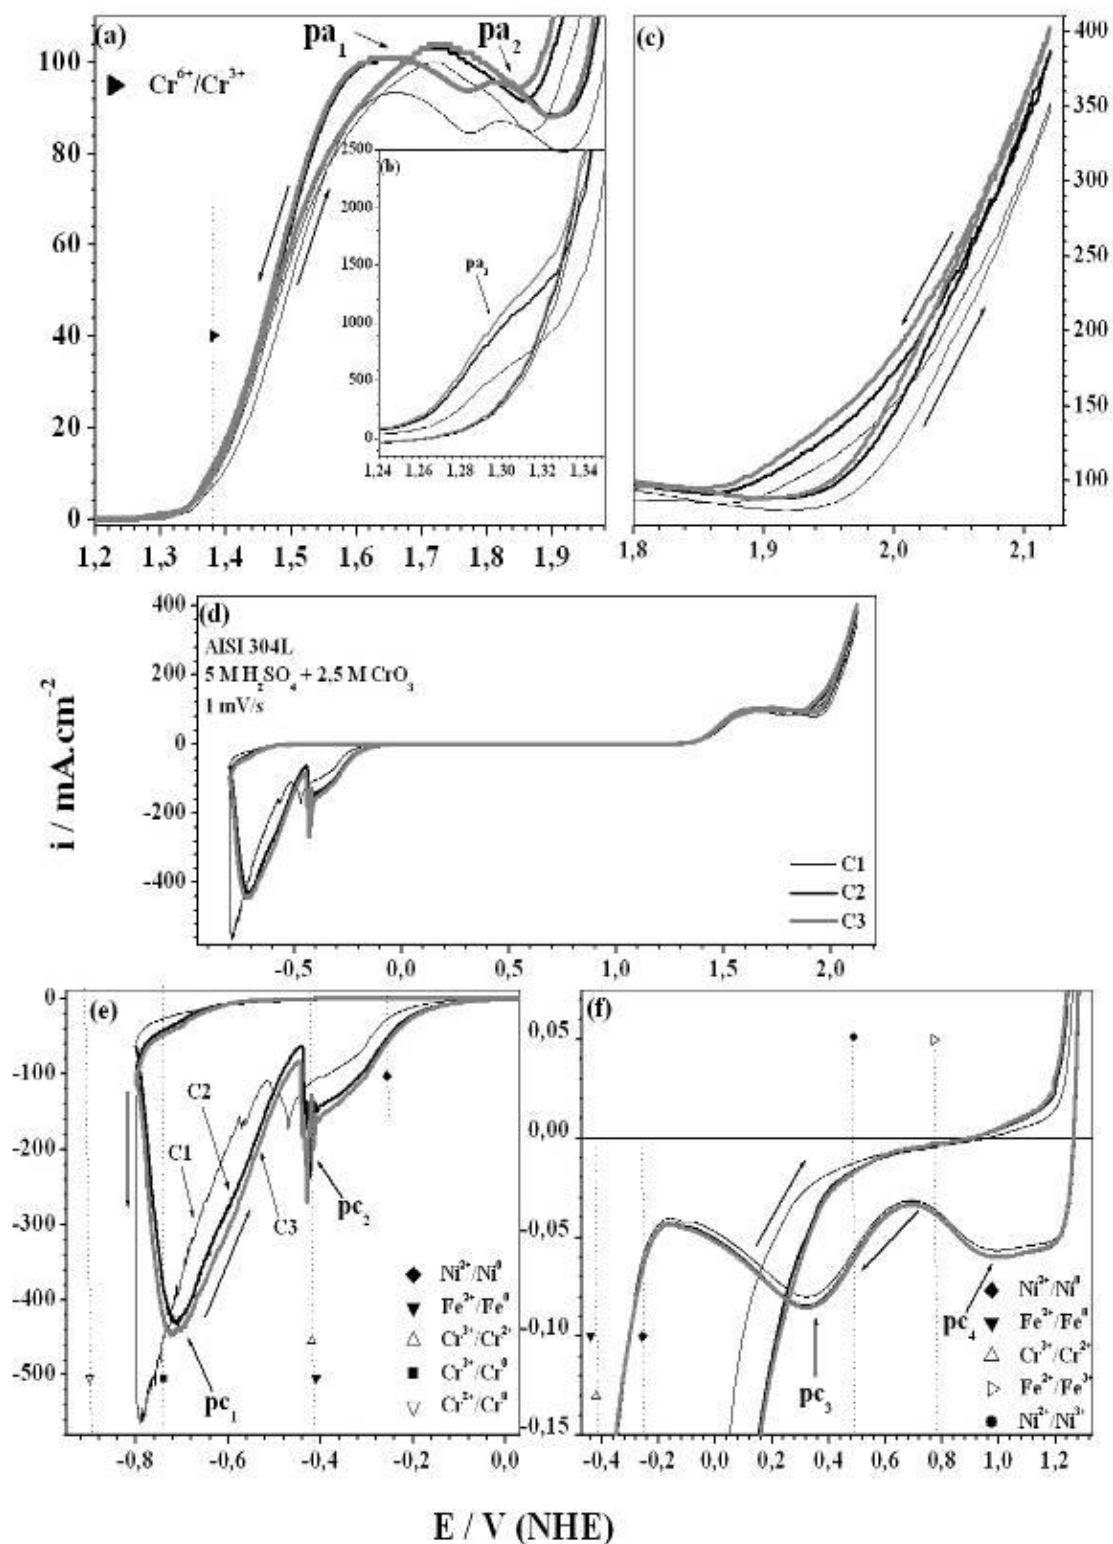 (a)
pa1
pa2
Cr6+/Cr3+
100
80
60
40
20
0
1,2 1,3 1,4 1,5 1,6 1,7 1,8 1,9
(b)
2500
2000
1500
1000
500
0
pa3
1,24 1,26 1,28 1,30 1,32 1,34
(c)
400
350
300
250
200
150
100
1,8 1,9 2,0 2,1
(d)
AISI 304L
5 M H2SO4 + 2,5 M CrO3
1 mV/s
400
200
0
-200
-400
C1
C2
C3
-0,5 0,0 0,5 1,0 1,5 2,0
i / mA.cm-2
(e)
0
-100
-200
-300
-400
-500
C2
C1
C3
pc2
pc1
Ni2+/Ni0
Fe2+/Fe0
Cr3+/Cr2+
Cr3+/Cr0
Cr2+/Cr0
-0,8 -0,6 -0,4 -0,2 0,0
(f)
0,05
0,00
-0,05
-0,10
-0,15
pc4
pc3
Ni2+/Ni0
Fe2+/Fe0
Cr3+/Cr2+
Fe2+/Fe3+
Ni2+/Ni3+
-0,4 -0,2 0,0 0,2 0,4 0,6 0,8 1,0 1,2
E / V (NHE)